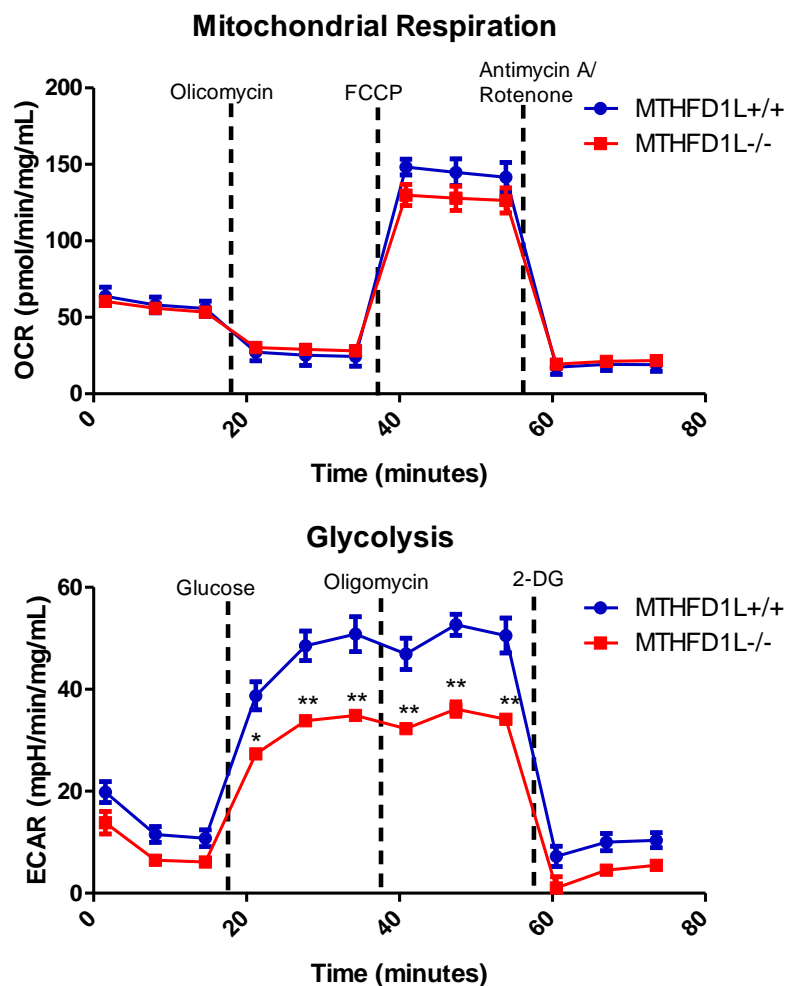 Mitochondrial Respiration
Olicomycin
FCCP
Antimycin A/
Rotenone
MTHFD1L+/+
MTHFD1L-/-
OCR (pmol/min/mg/mL)
200
150
100
50
0
0 20 40 60 80
Time (minutes)
Glycolysis
Glucose
Oligomycin
2-DG
MTHFD1L+/+
MTHFD1L-/-
ECAR (mpH/min/mg/mL)
60
40
20
0
* ** ** ** ** **
0 20 40 60 80
Time (minutes)